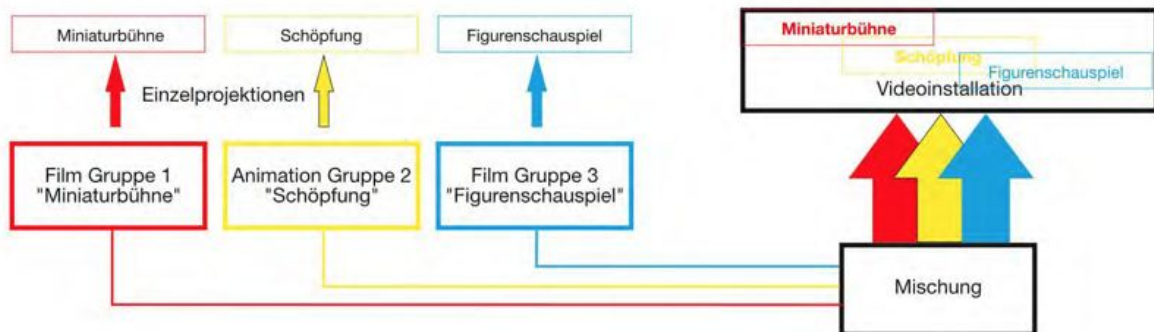 Miniaturbühne
Schöpfung
Figurenschauspiel
Einzelprojektionen
Film Gruppe 1
"Miniaturbühne"
Animation Gruppe 2
"Schöpfung"
Film Gruppe 3
"Figurenschauspiel"
Miniaturbühne
Schöpfung
Figurenschauspiel
Videoinstallation
Mischung